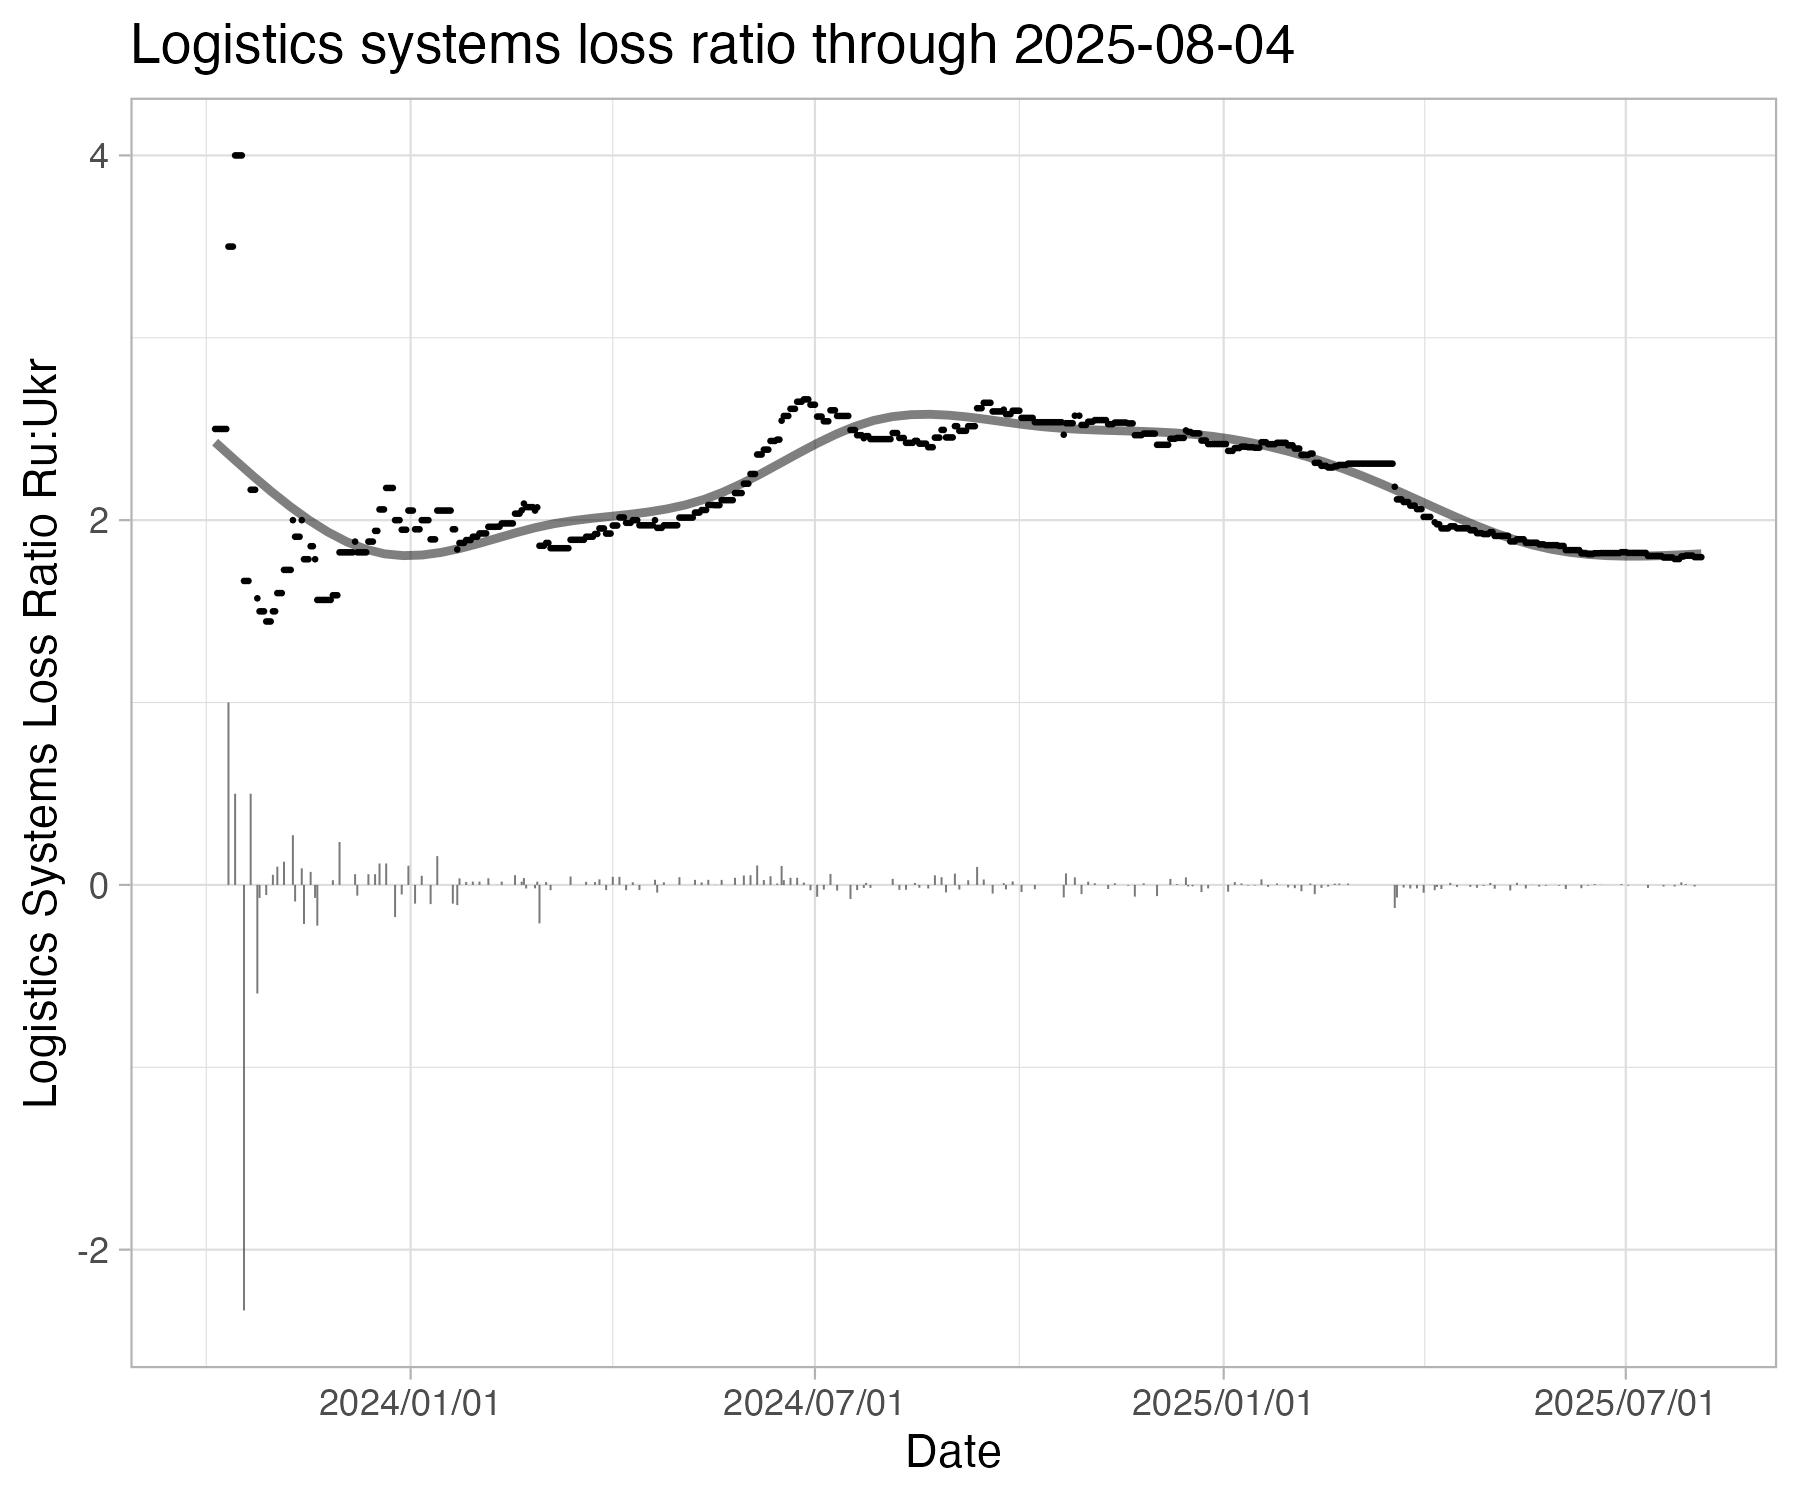 Logistics systems loss ratio through 2025-08-04
Logistics Systems Loss Ratio Ru:Ukr
4
2
0
-2
2024/01/01
2024/07/01
2025/01/01
2025/07/01
Date